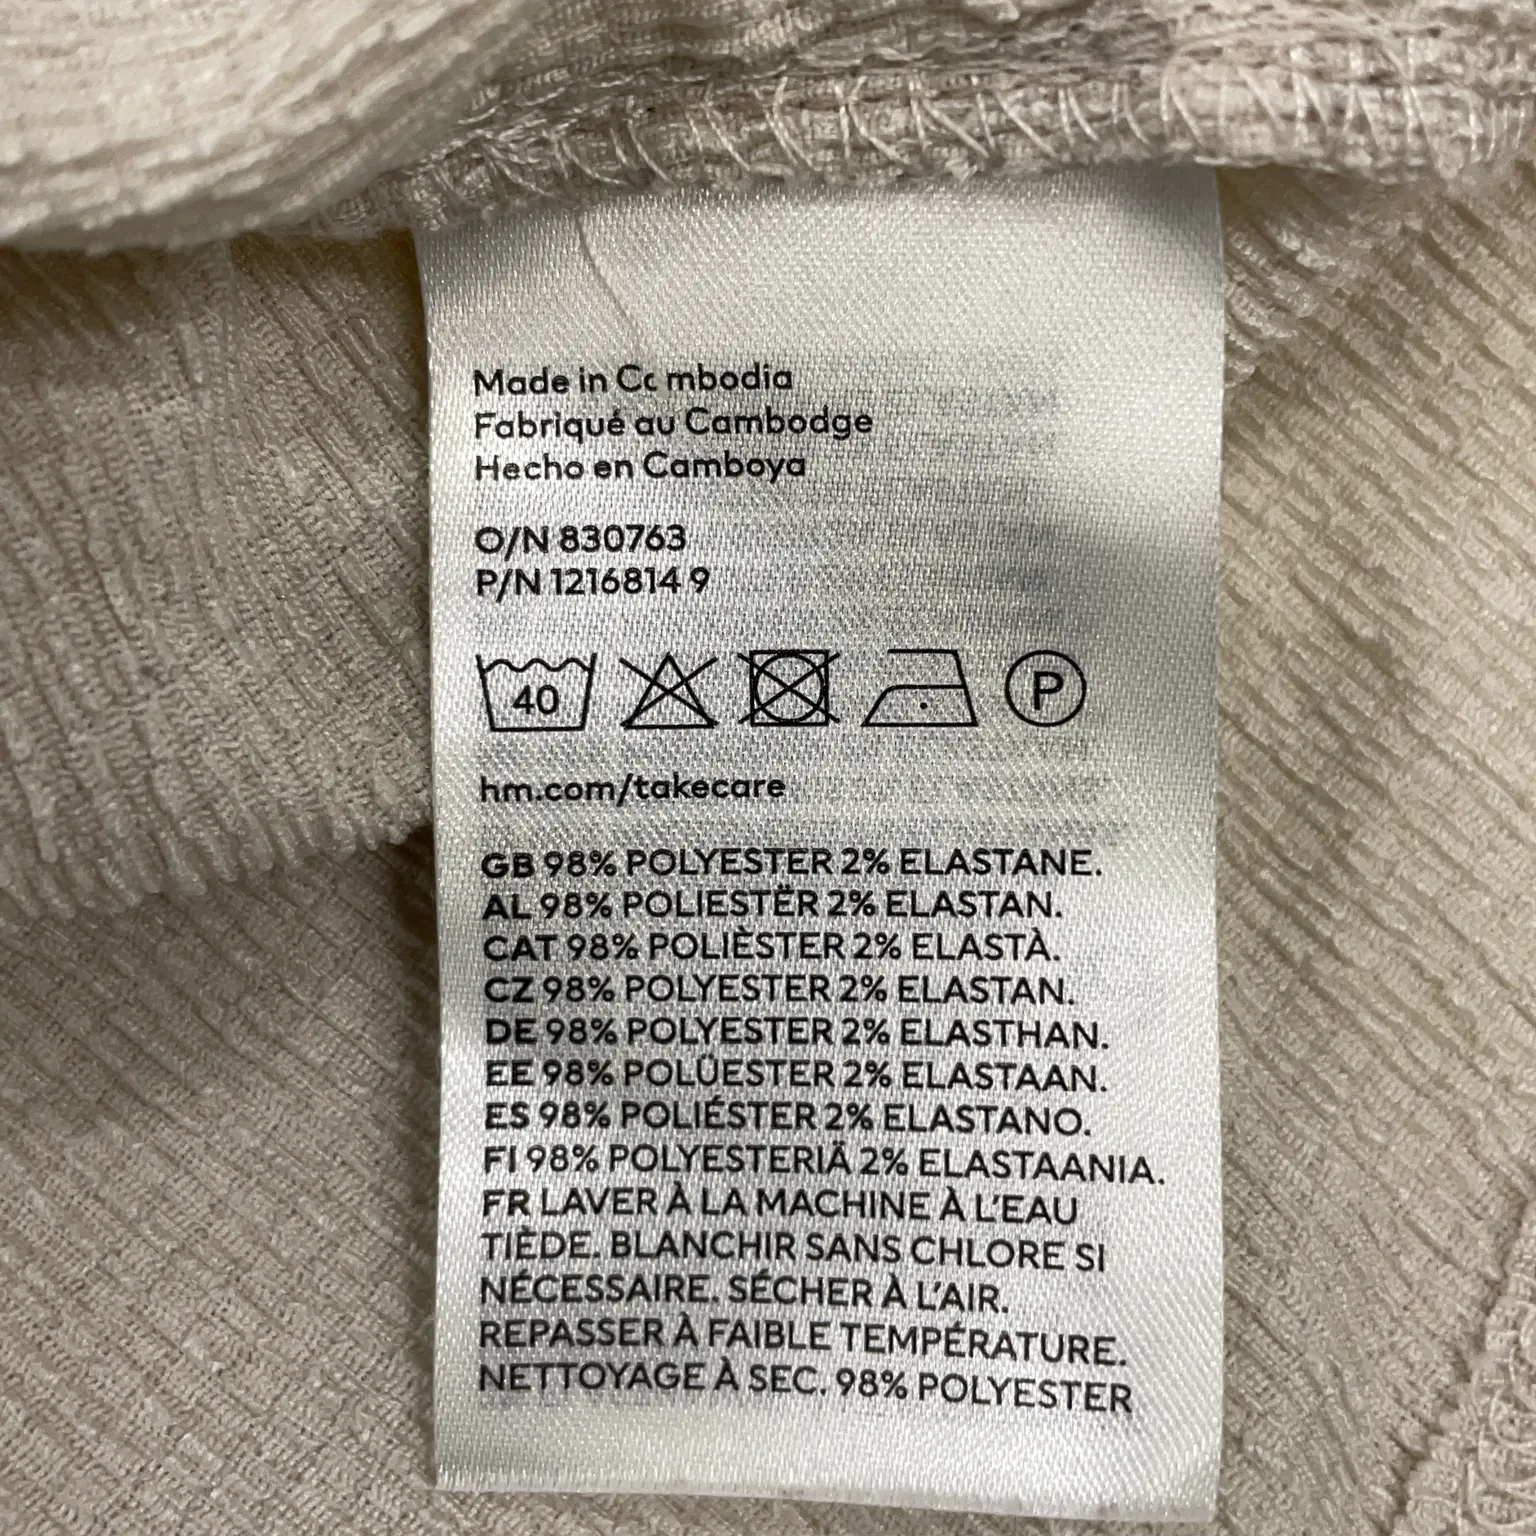 Made in Cambodia
Fabriqué au Cambodge
Hecho en Camboya
O/N 830763
P/N 1216814 9
40 P
hm.com/takecare
GB 98% POLYESTER 2% ELASTANE.
AL 98% POLIESTËR 2% ELASTAN.
CAT 98% POLIÈSTER 2% ELASTÀ.
CZ 98% POLYESTER 2% ELASTAN.
DE 98% POLYESTER 2% ELASTHAN.
EE 98% POLÜESTER 2% ELASTAAN.
ES 98% POLIÉSTER 2% ELASTANO.
FI 98% POLYESTERIÄ 2% ELASTAANIA.
FR LAVER À LA MACHINE À L'EAU
TIÈDE. BLANCHIR SANS CHLORE SI
NÉCESSAIRE. SÉCHER À L'AIR.
REPASSER À FAIBLE TEMPÉRATURE.
NETTOYAGE À SEC. 98% POLYESTER